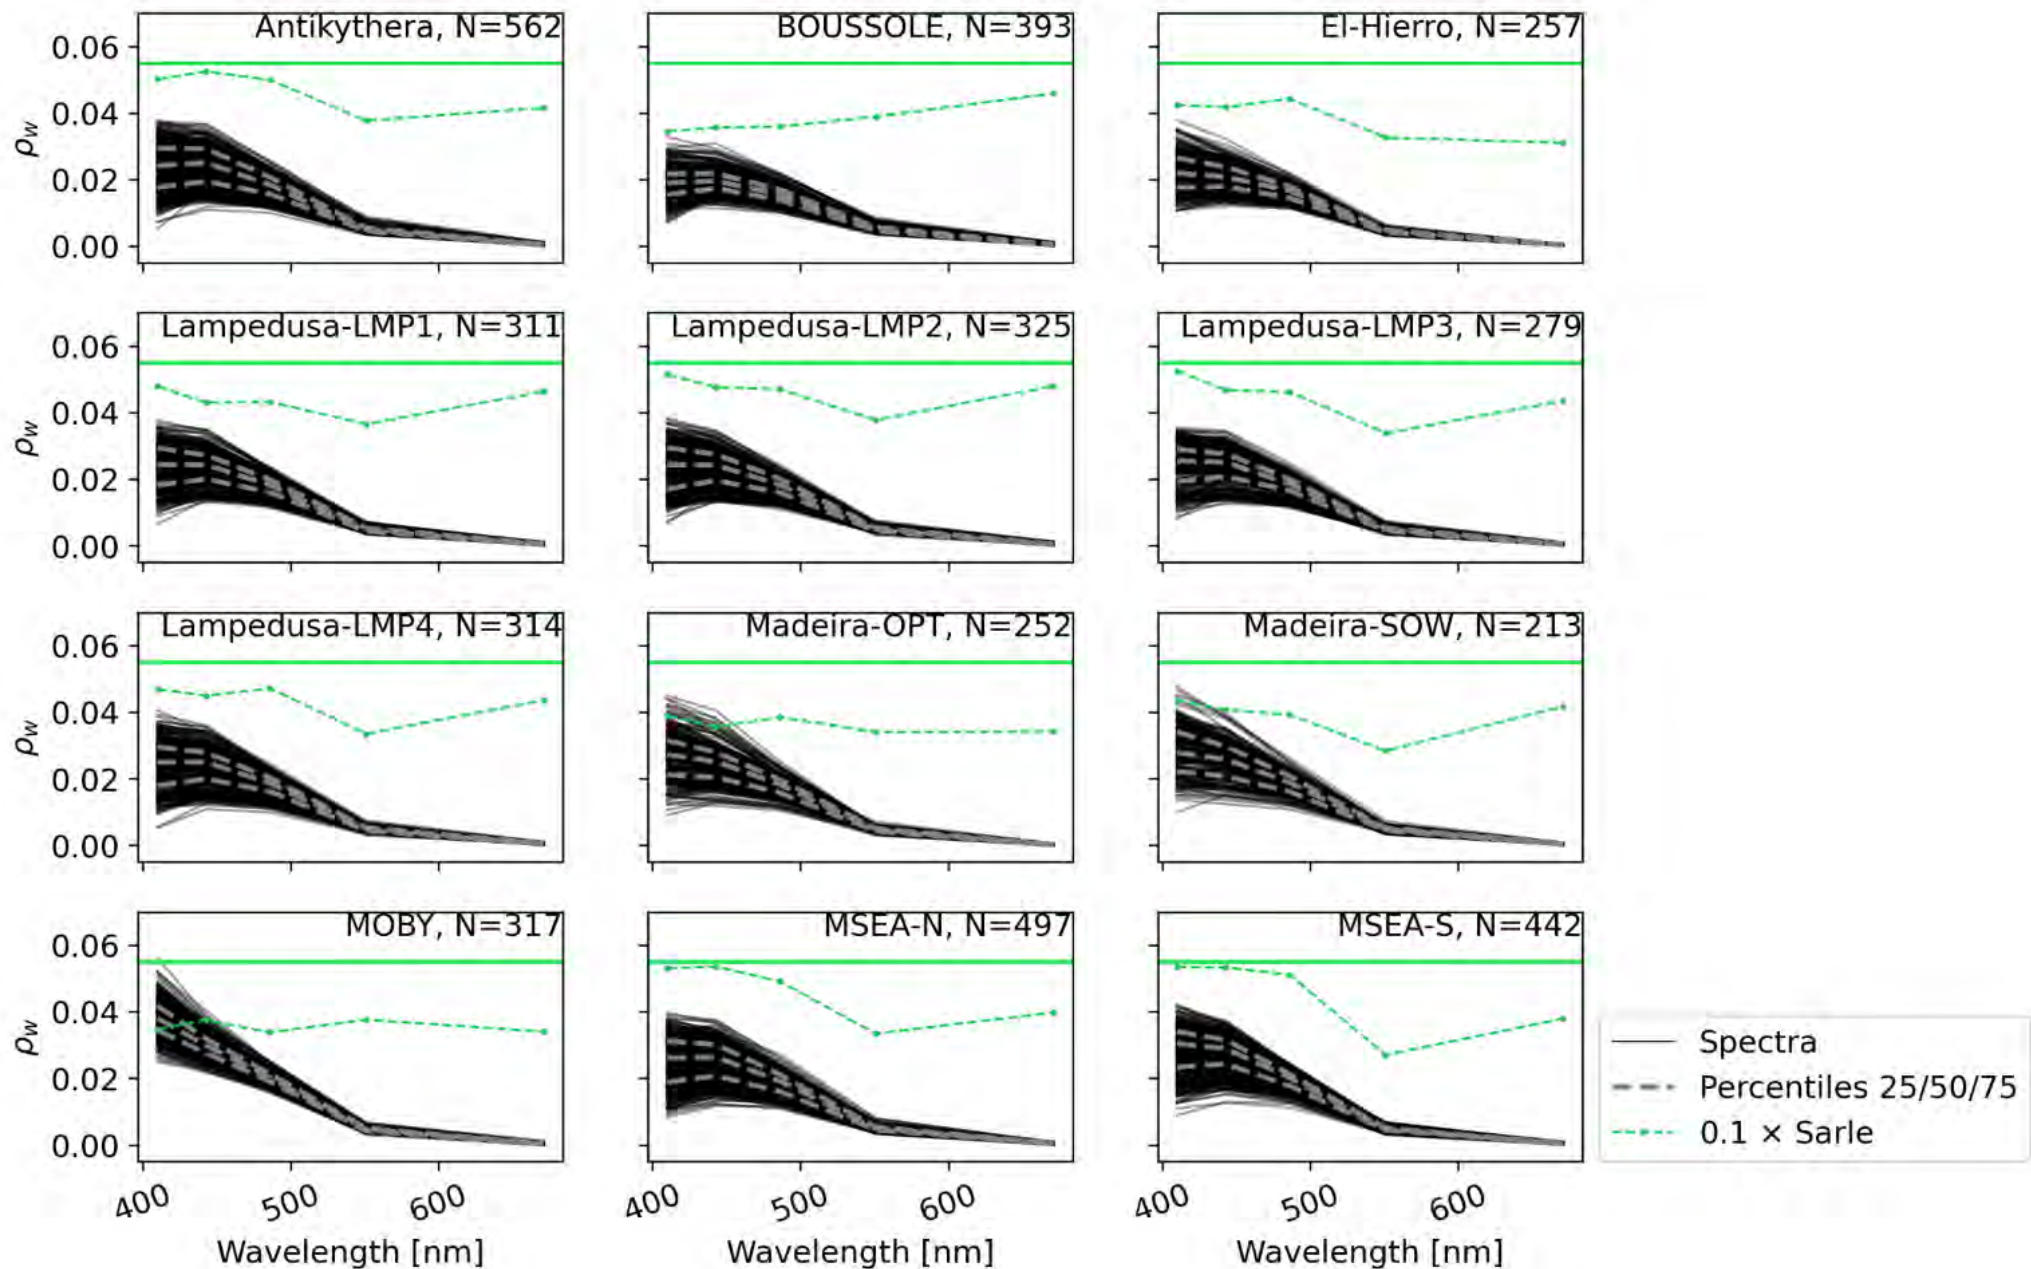 Antikythera, N=562
BOUSSOLE, N=393
El-Hierro, N=257
0.06
0.04
0.02
0.00
ρw
Lampedusa-LMP1, N=311
Lampedusa-LMP2, N=325
Lampedusa-LMP3, N=279
0.06
0.04
0.02
0.00
ρw
Lampedusa-LMP4, N=314
Madeira-OPT, N=252
Madeira-SOW, N=213
0.06
0.04
0.02
0.00
ρw
MOBY, N=317
MSEA-N, N=497
MSEA-S, N=442
0.06
0.04
0.02
0.00
ρw
400 500 600
400 500 600
400 500 600
Wavelength [nm]
Wavelength [nm]
Wavelength [nm]
Spectra
Percentiles 25/50/75
0.1 × Sarle